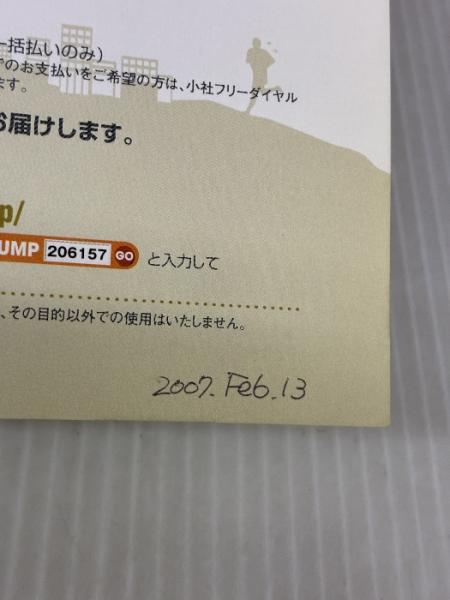 一括払いのみ)
でのお支払いをご希望の方は、小社フリーダイヤル
ます。
お届けします。
p/
UMP 206157 GO と入力して
、その目的以外での使用はいたしません。
2007. Feb. 13